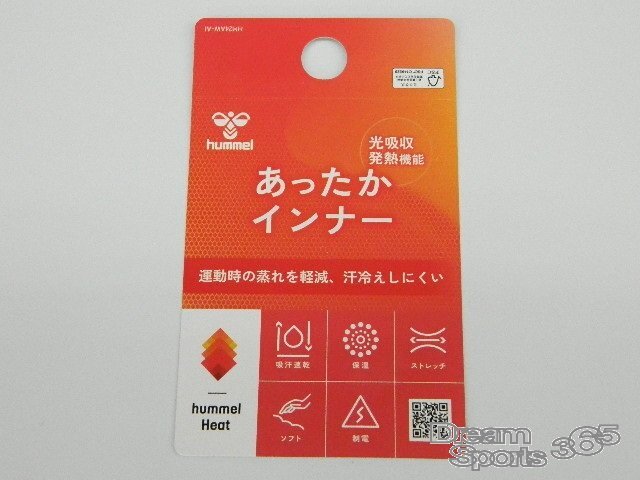 HM24AW-AI
hummel
光吸収
発熱機能
あったか
インナー
運動時の蒸れを軽減、汗冷えしにくい
吸汗速乾
保温
ストレッチ
hummel
Heat
ソフト
制電
Dream
Sports 365